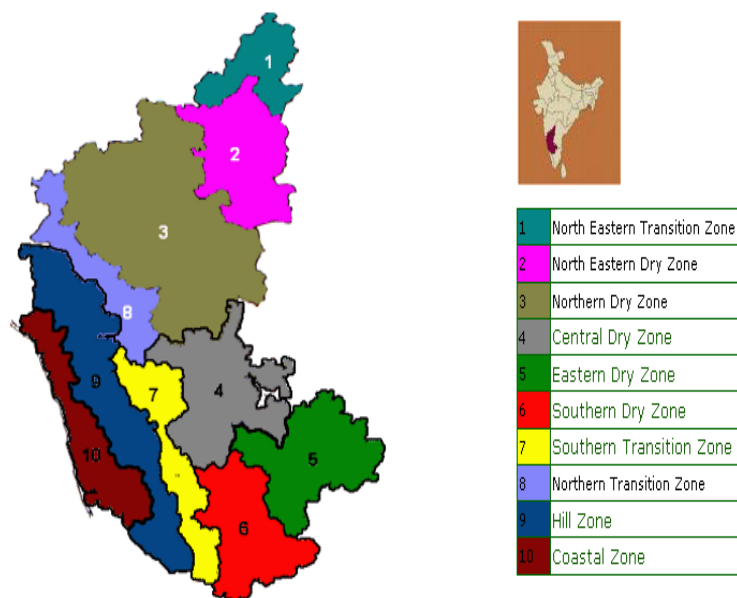 1
2
3
8
9
7
4
10
5
6
1 North Eastern Transition Zone
2 North Eastern Dry Zone
3 Northern Dry Zone
4 Central Dry Zone
5 Eastern Dry Zone
6 Southern Dry Zone
7 Southern Transition Zone
8 Northern Transition Zone
9 Hill Zone
10 Coastal Zone